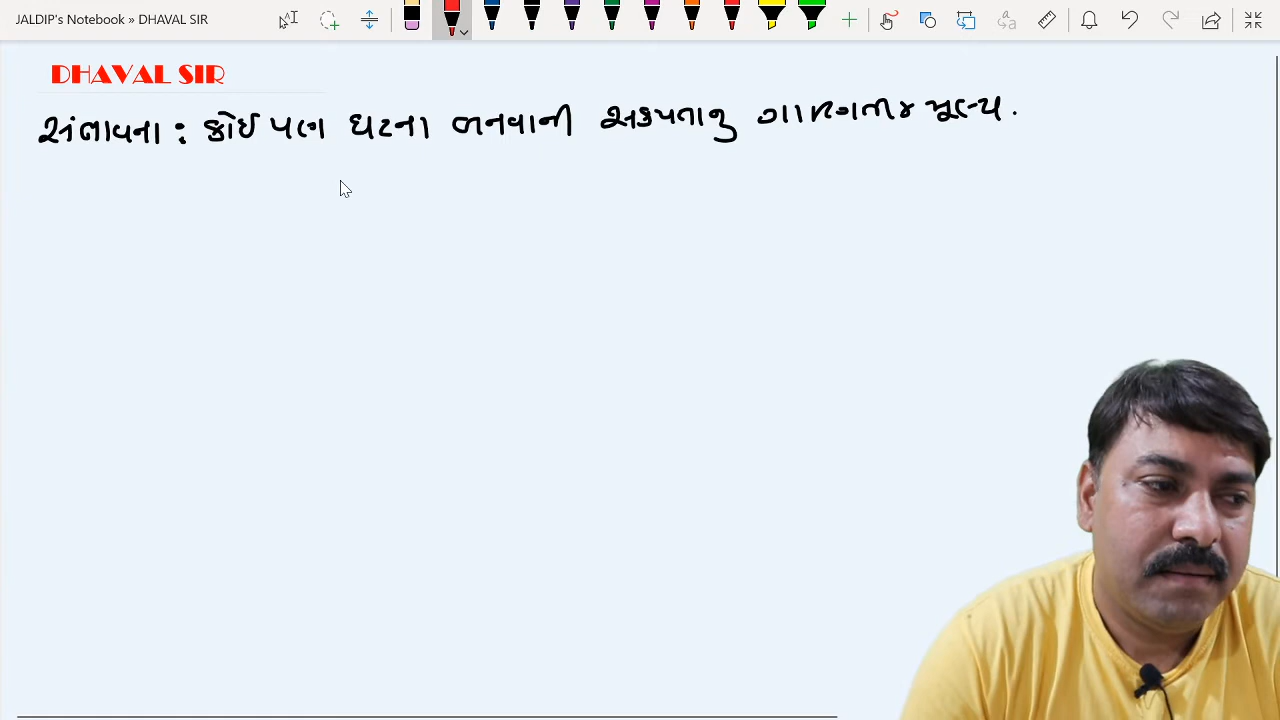 JALDIP's Notebook » DHAVAL SIR
DHAVAL SIR
સંભાવના : કોઈ પણ ઘટના બનવાની શક્યતાનુ ગાણિતીક મૂલ્ય .